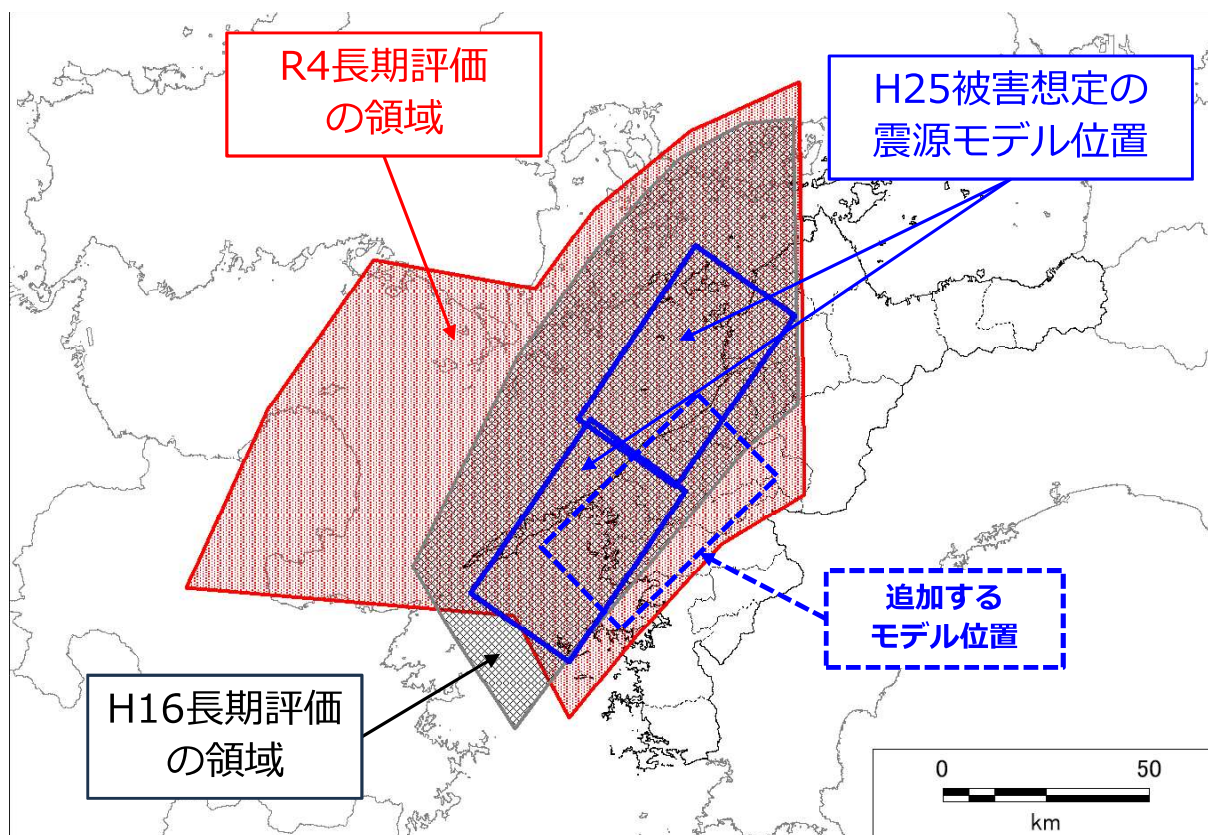 R4長期評価
の領域
H25被害想定の
震源モデル位置
追加する
モデル位置
H16長期評価
の領域
0 50
km